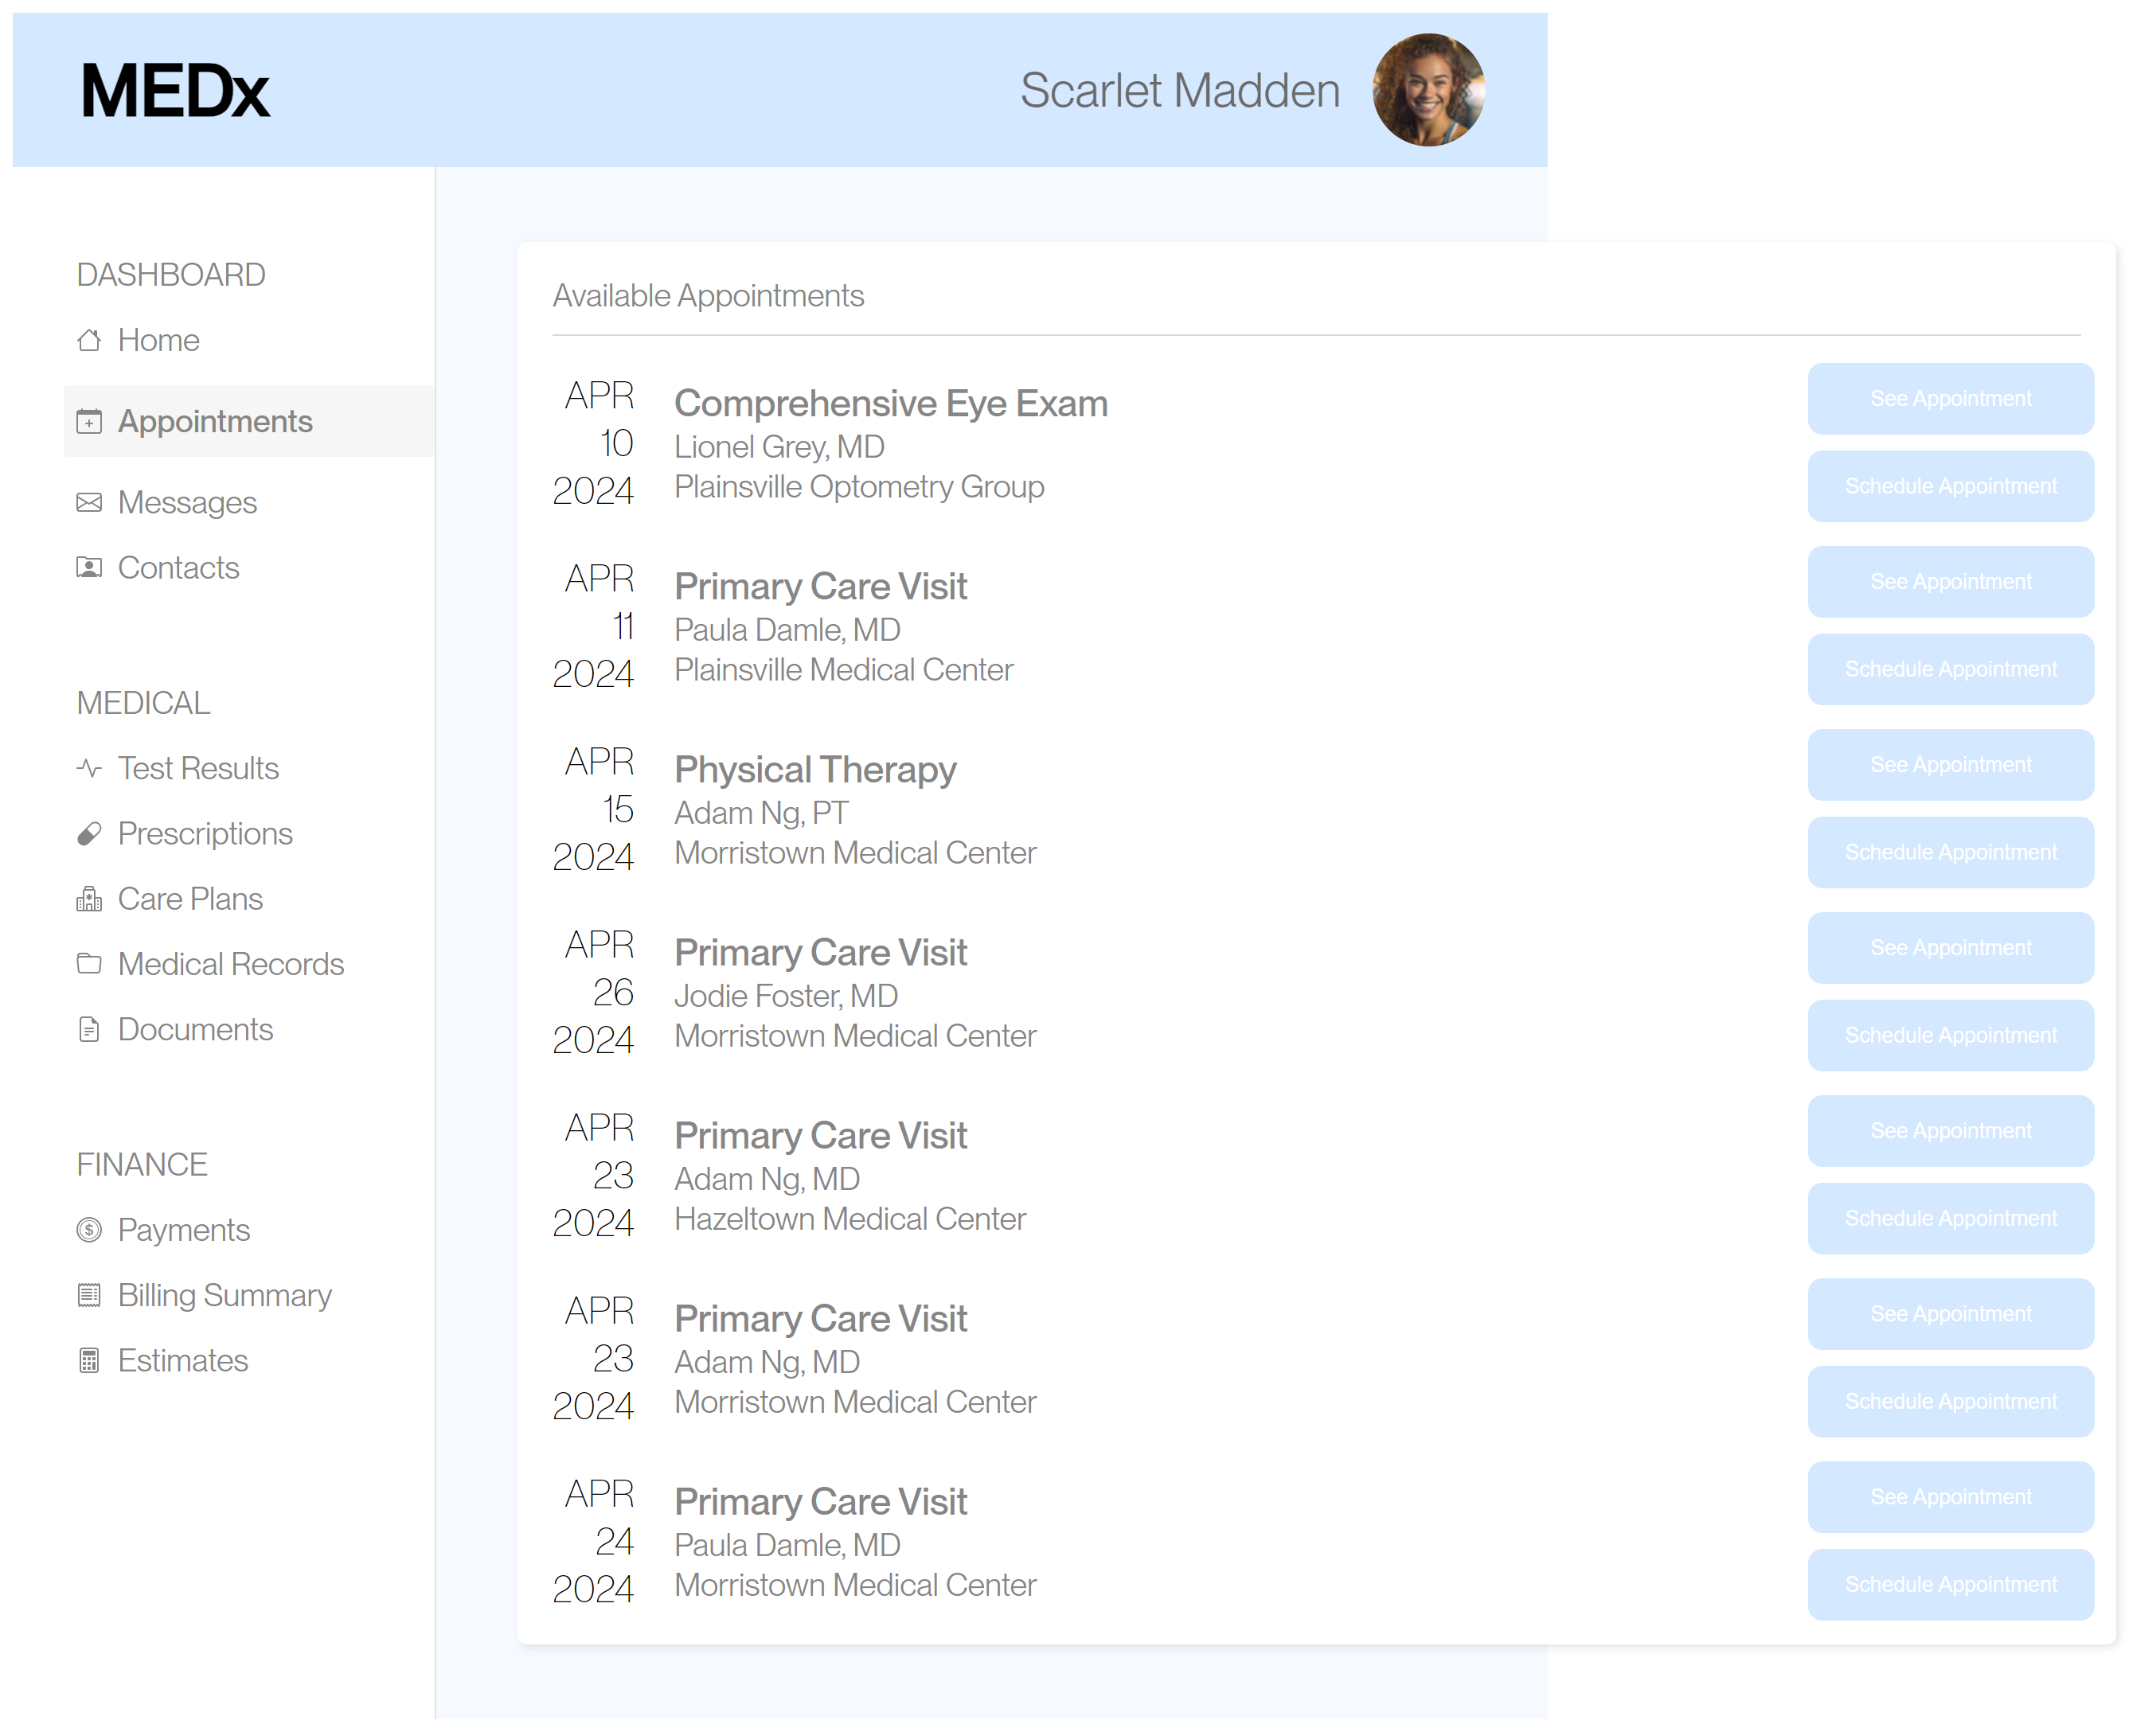 MEDx
Scarlet Madden
DASHBOARD
Home
Appointments
Messages
Contacts
MEDICAL
Test Results
Prescriptions
Care Plans
Medical Records
Documents
FINANCE
Payments
Billing Summary
Estimates
Available Appointments
APR
10
2024
Comprehensive Eye Exam
Lionel Grey, MD
Plainsville Optometry Group
See Appointment
Schedule Appointment
APR
11
2024
Primary Care Visit
Paula Damle, MD
Plainsville Medical Center
See Appointment
Schedule Appointment
APR
15
2024
Physical Therapy
Adam Ng, PT
Morristown Medical Center
See Appointment
Schedule Appointment
APR
26
2024
Primary Care Visit
Jodie Foster, MD
Morristown Medical Center
See Appointment
Schedule Appointment
APR
23
2024
Primary Care Visit
Adam Ng, MD
Hazeltown Medical Center
See Appointment
Schedule Appointment
APR
23
2024
Primary Care Visit
Adam Ng, MD
Morristown Medical Center
See Appointment
Schedule Appointment
APR
24
2024
Primary Care Visit
Paula Damle, MD
Morristown Medical Center
See Appointment
Schedule Appointment